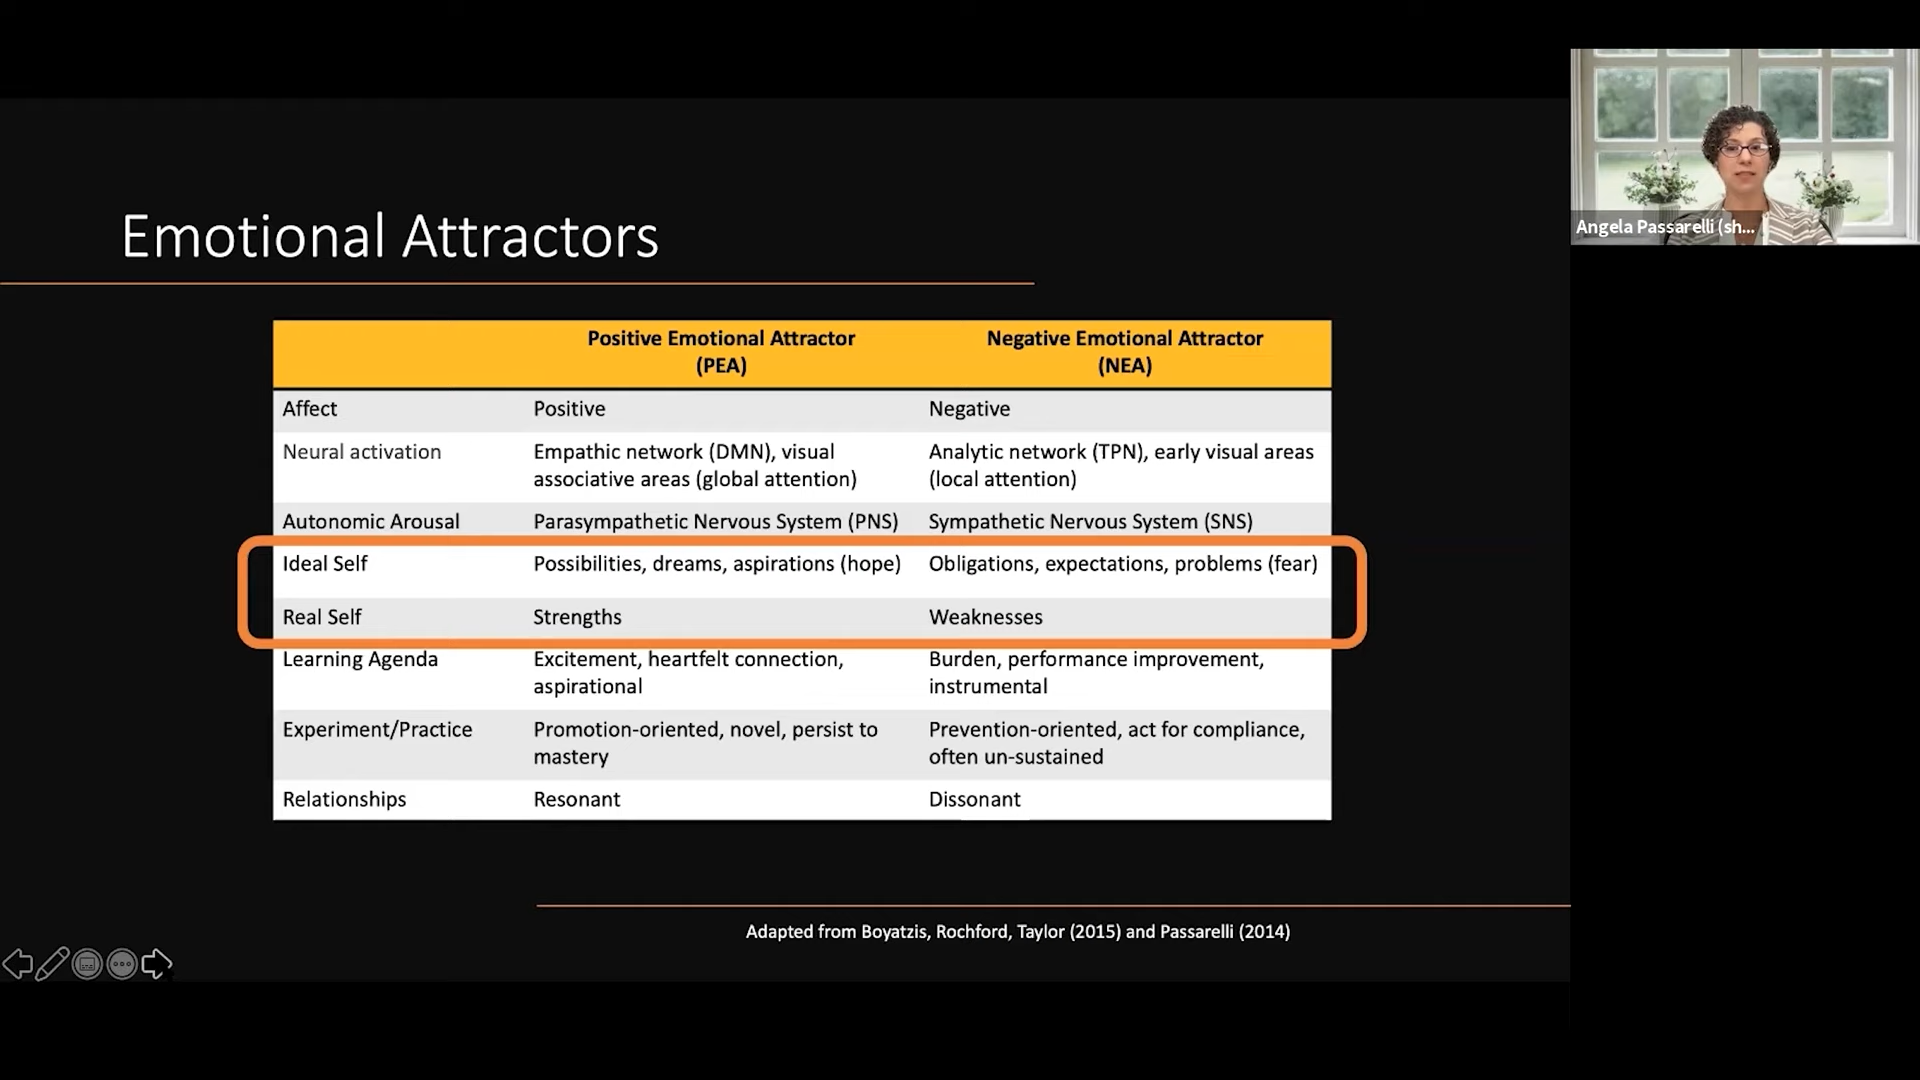 Emotional Attractors
Positive Emotional Attractor
(PEA)
Negative Emotional Attractor
(NEA)
Affect
Positive
Negative
Neural activation
Empathic network (DMN), visual
associative areas (global attention)
Analytic network (TPN), early visual areas
(local attention)
Autonomic Arousal
Parasympathetic Nervous System (PNS)
Sympathetic Nervous System (SNS)
Ideal Self
Possibilities, dreams, aspirations (hope)
Obligations, expectations, problems (fear)
Real Self
Strengths
Weaknesses
Learning Agenda
Excitement, heartfelt connection,
aspirational
Burden, performance improvement,
instrumental
Experiment/Practice
Promotion-oriented, novel, persist to
mastery
Prevention-oriented, act for compliance,
often un-sustained
Relationships
Resonant
Dissonant
Adapted from Boyatzis, Rochford, Taylor (2015) and Passarelli (2014)
Angela Passarelli (sh...